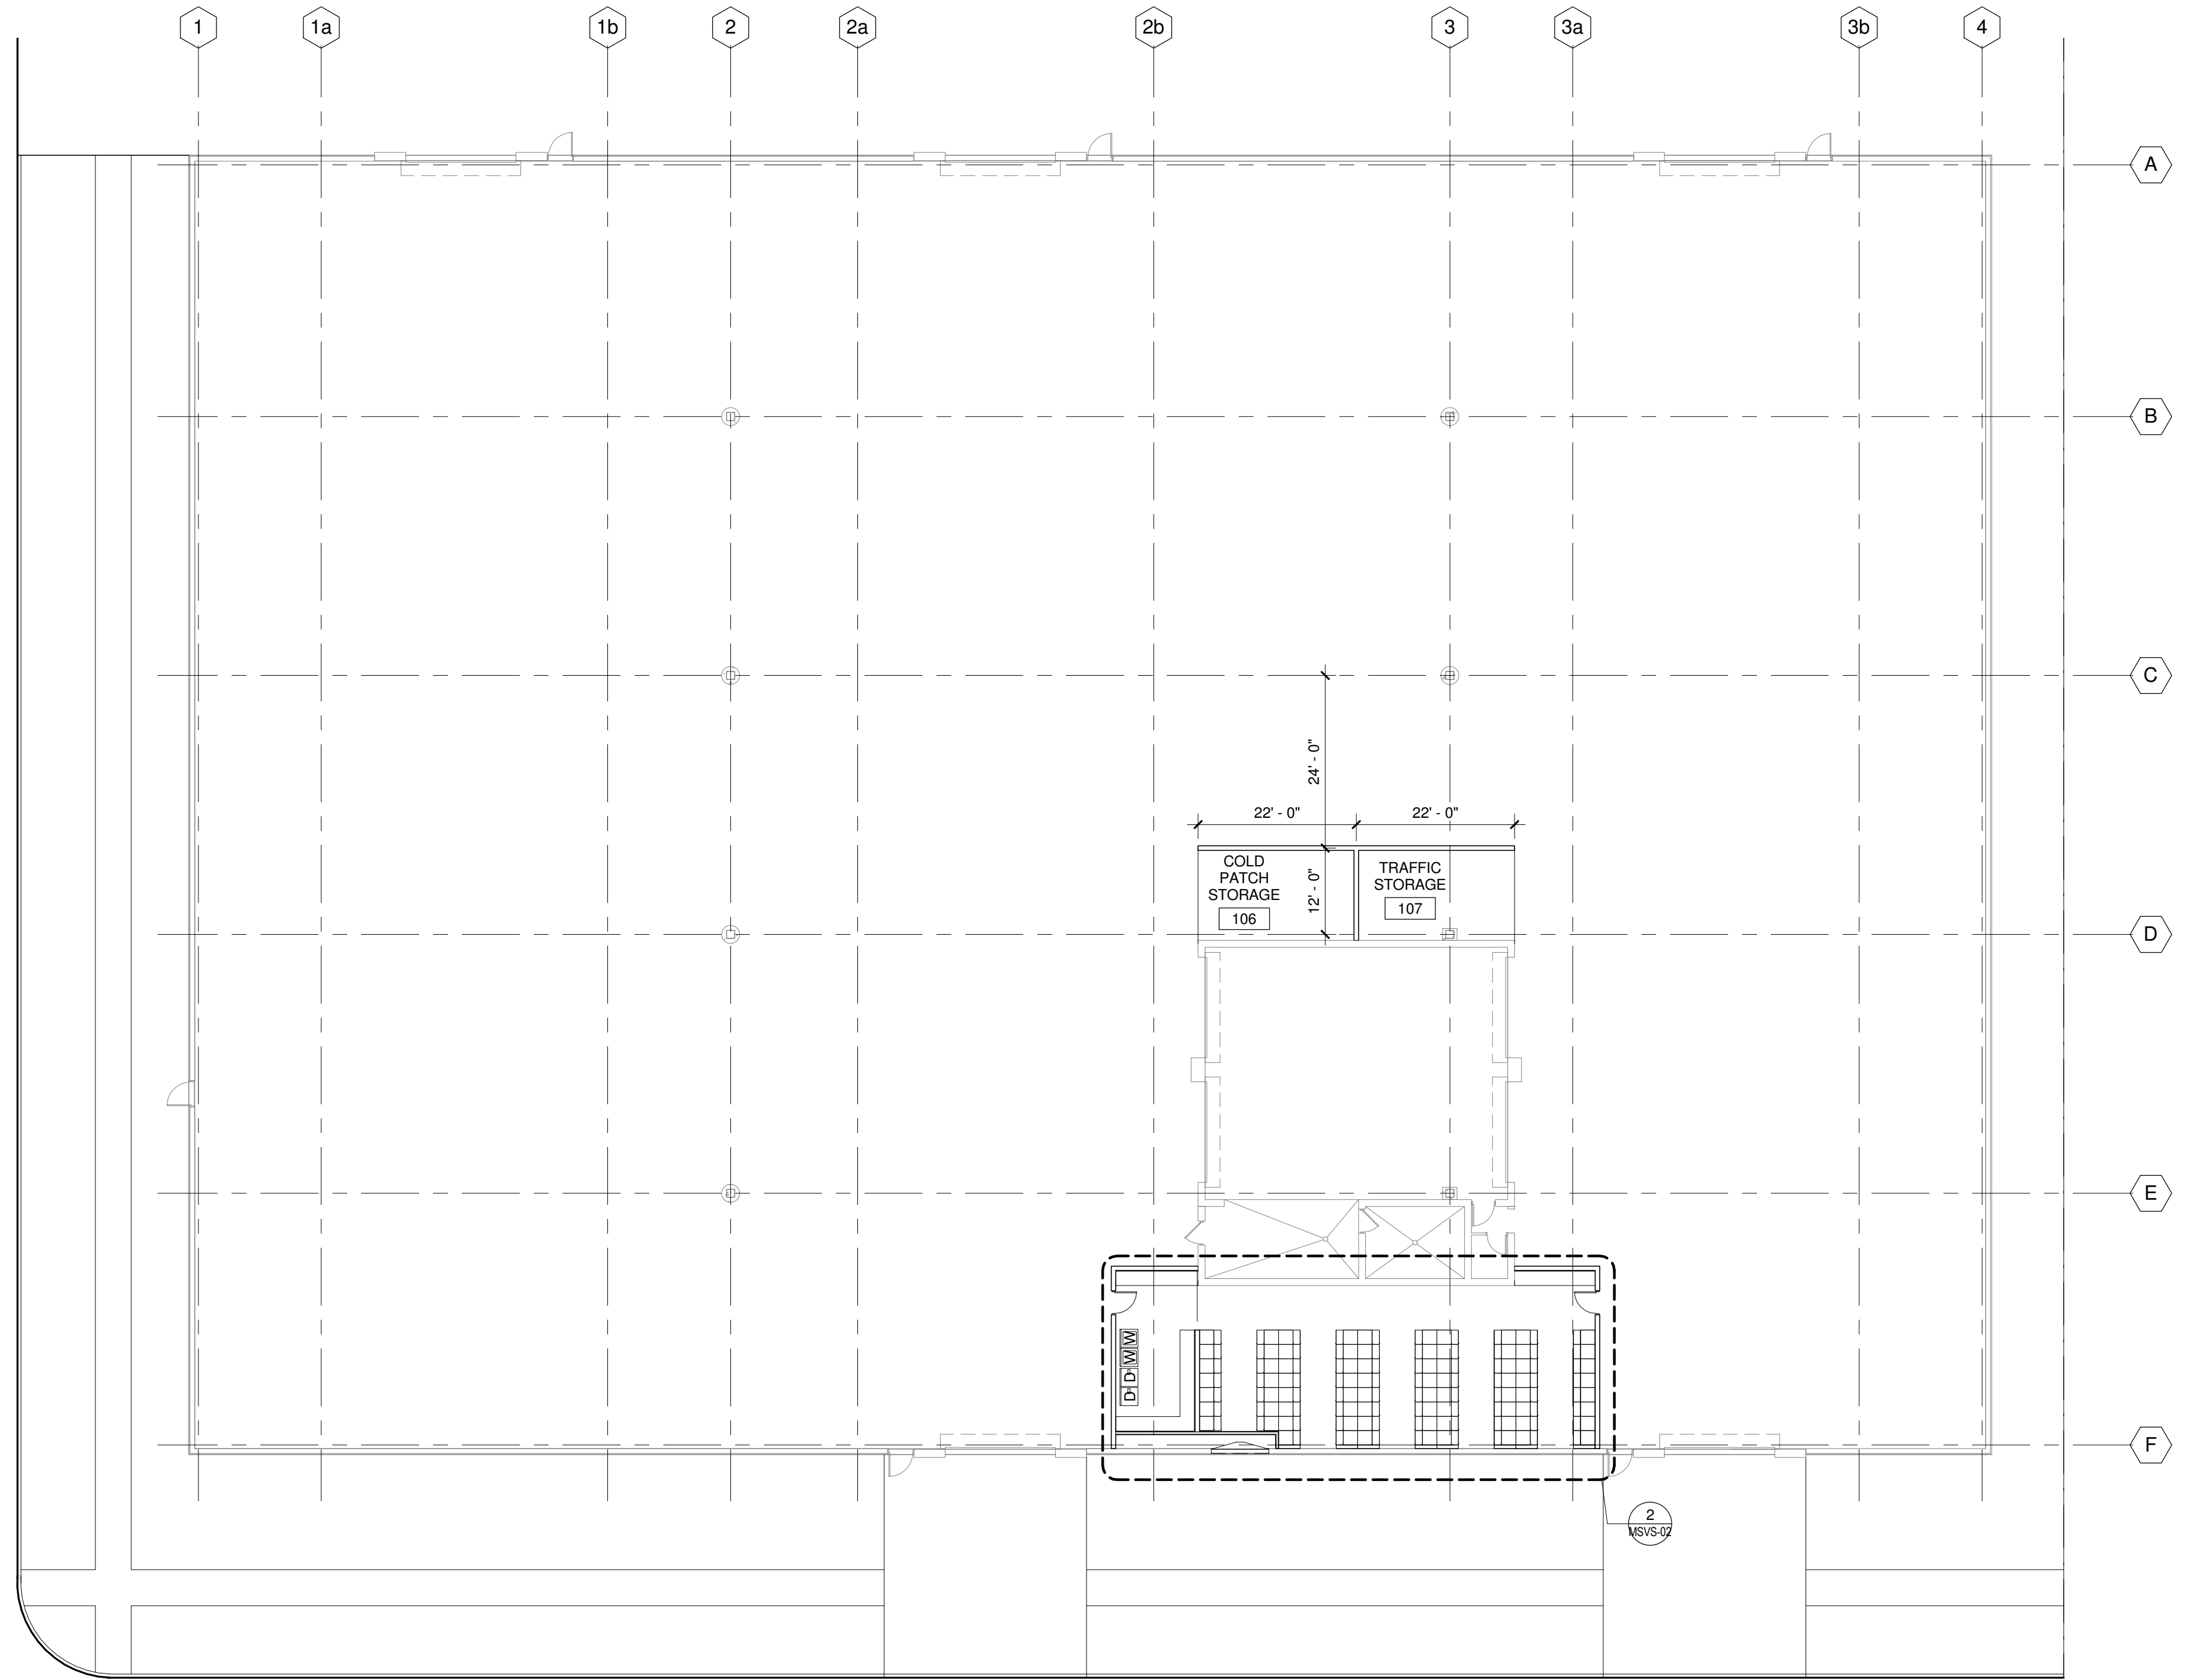 1
1a
1b
2
2a
2b
3
3a
3b
4
A
B
C
24' - 0"
22' - 0"
22' - 0"
COLD
PATCH
STORAGE
106
12' - 0"
TRAFFIC
STORAGE
107
D
E
W
W
D
D
F
2
MSVS-02